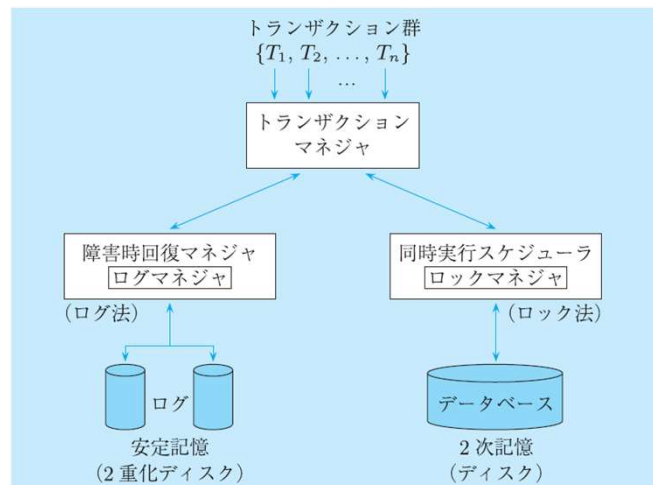 トランザクション群
{T1, T2, ..., Tn}
...
トランザクション
マネジャ
障害時回復マネジャ
ログマネジャ
(ログ法)
同時実行スケジューラ
ロックマネジャ
(ロック法)
ログ
データベース
安定記憶
(2重化ディスク)
2次記憶
(ディスク)